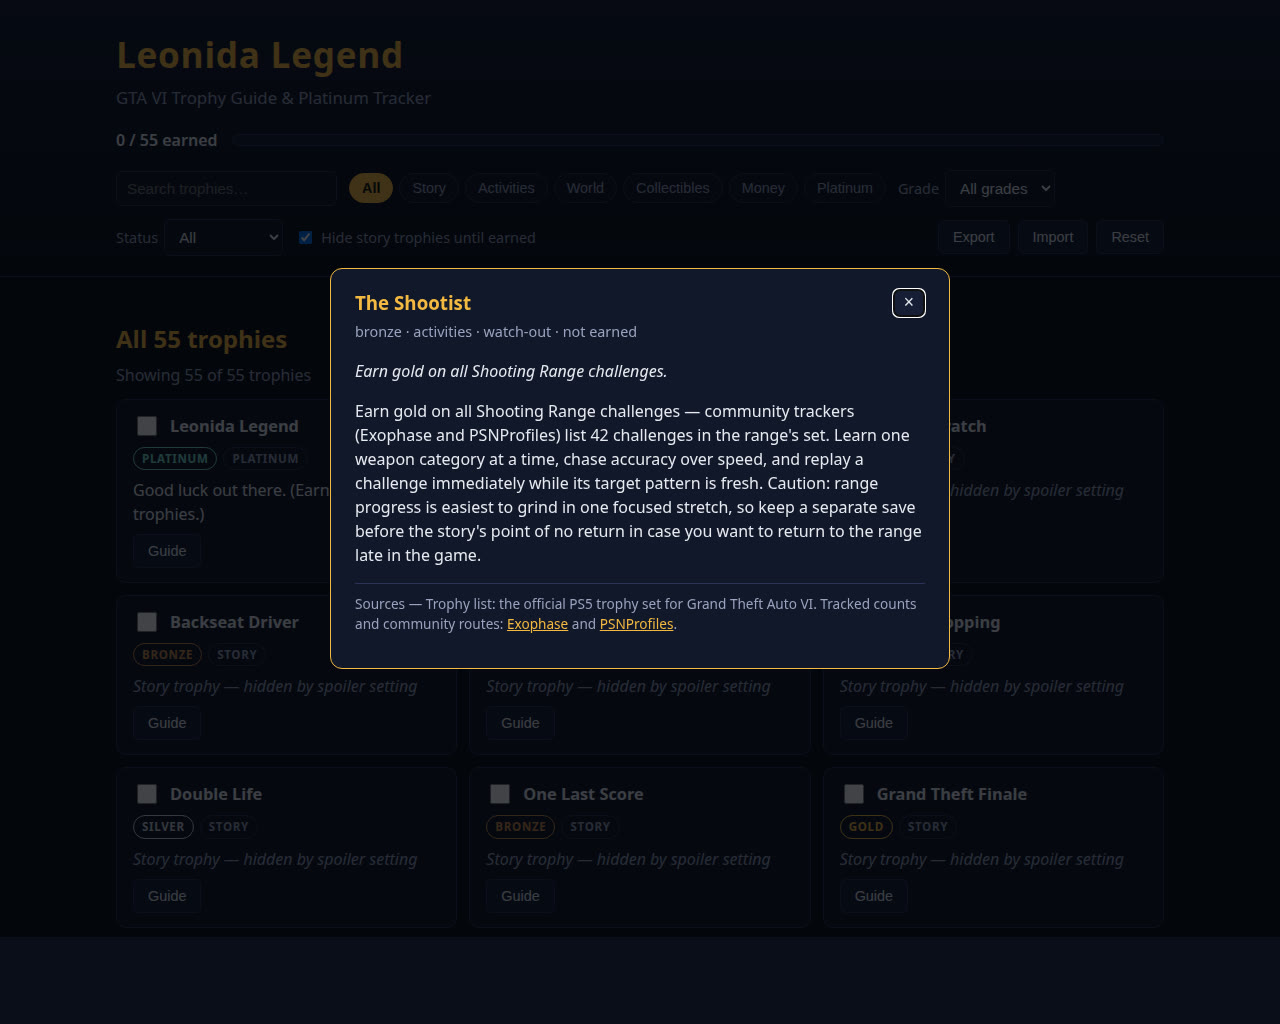 Leonida Legend
GTA VI Trophy Guide & Platinum Tracker
0 / 55 earned
Search trophies…
All
Story
Activities
World
Collectibles
Money
Platinum
Grade
All grades
Status
All
Hide story trophies until earned
Export
Import
Reset
The Shootist
×
bronze · activities · watch-out · not earned
Earn gold on all Shooting Range challenges.
Earn gold on all Shooting Range challenges — community trackers
(Exophase and PSNProfiles) list 42 challenges in the range's set. Learn one
weapon category at a time, chase accuracy over speed, and replay a
challenge immediately while its target pattern is fresh. Caution: range
progress is easiest to grind in one focused stretch, so keep a separate save
before the story's point of no return in case you want to return to the range
late in the game.
Sources — Trophy list: the official PS5 trophy set for Grand Theft Auto VI. Tracked counts
and community routes: Exophase and PSNProfiles.
All 55 trophies
Showing 55 of 55 trophies
Leonida Legend
PLATINUM
PLATINUM
Good luck out there. (Earn
trophies.)
Guide
hidden by spoiler setting
Backseat Driver
BRONZE
STORY
Story trophy — hidden by spoiler setting
Guide
Story trophy — hidden by spoiler setting
Guide
Story trophy — hidden by spoiler setting
Guide
Double Life
SILVER
STORY
Story trophy — hidden by spoiler setting
Guide
One Last Score
BRONZE
STORY
Story trophy — hidden by spoiler setting
Guide
Grand Theft Finale
GOLD
STORY
Story trophy — hidden by spoiler setting
Guide